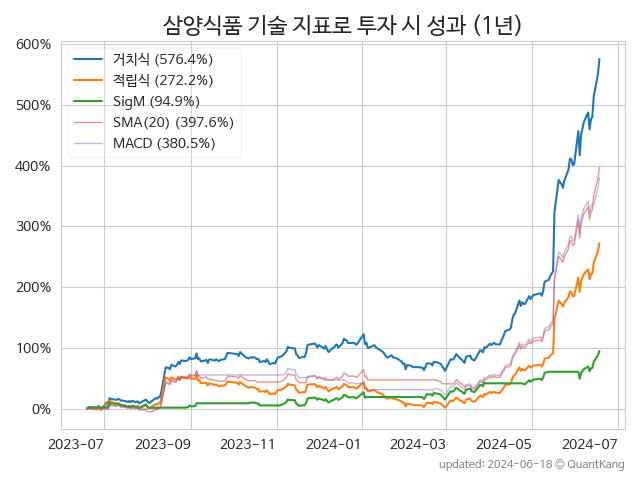 삼양식품 기술 지표로 투자 시 성과 (1년)
600%
500%
400%
300%
200%
100%
0%
거치식 (576.4%)
적립식 (272.2%)
SigM (94.9%)
SMA(20) (397.6%)
MACD (380.5%)
2023-07
2023-09
2023-11
2024-01
2024-03
2024-05
2024-07
updated: 2024-06-18 © QuantKang